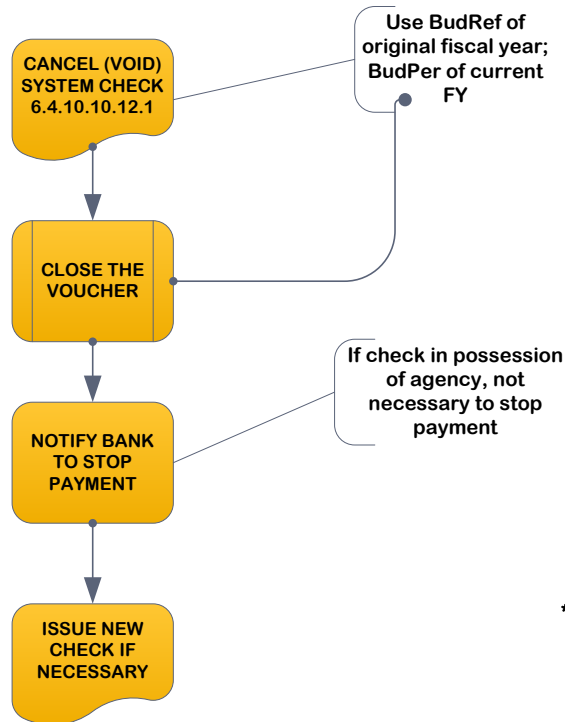 CANCEL (VOID)
SYSTEM CHECK
6.4.10.10.12.1
Use BudRef of
original fiscal year;
BudPer of current
FY
CLOSE THE
VOUCHER
If check in possession
of agency, not
necessary to stop
payment
NOTIFY BANK
TO STOP
PAYMENT
ISSUE NEW
CHECK IF
NECESSARY
*